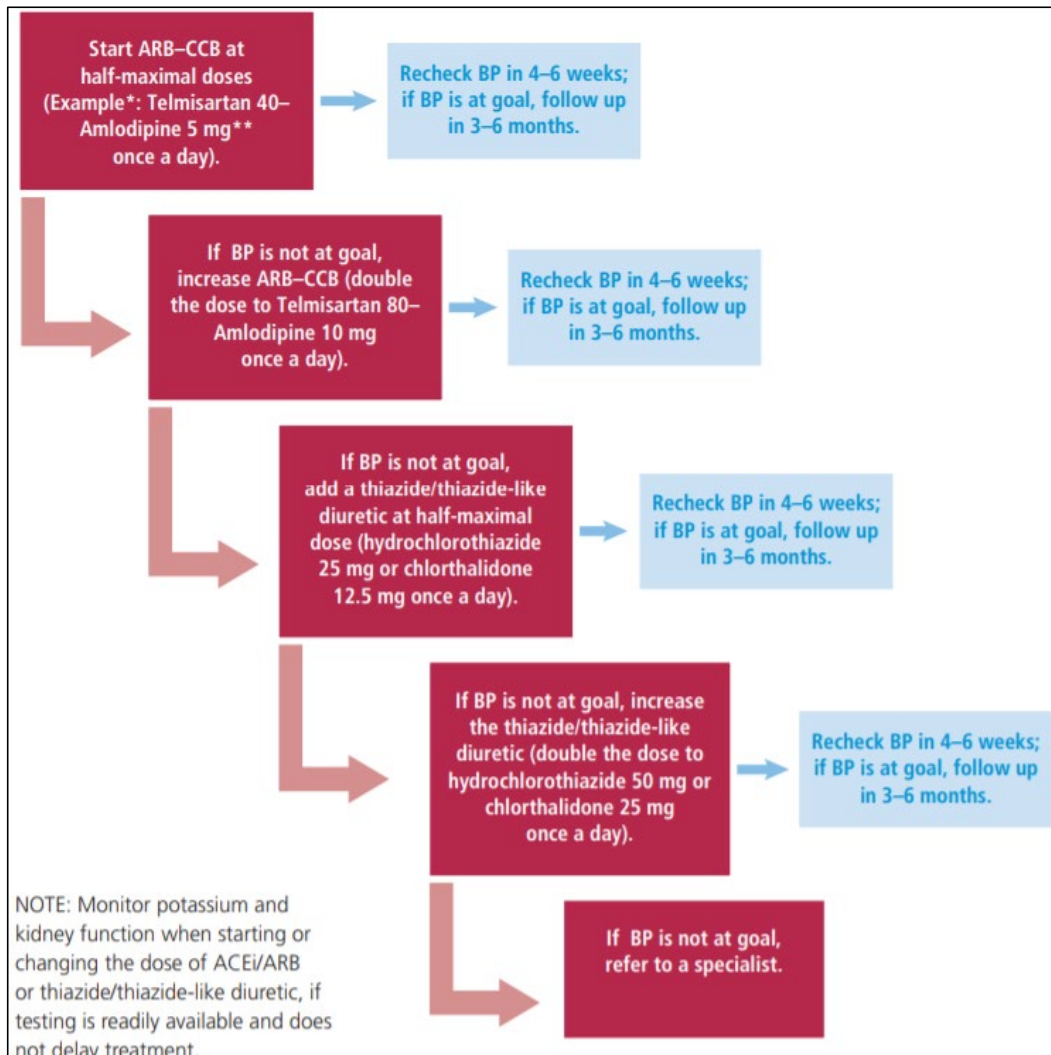 Start ARB–CCB at
half-maximal doses
(Example*: Telmisartan 40–
Amlodipine 5 mg**
once a day).
Recheck BP in 4–6 weeks;
if BP is at goal, follow up
in 3–6 months.
If BP is not at goal,
increase ARB–CCB (double
the dose to Telmisartan 80–
Amlodipine 10 mg
once a day).
Recheck BP in 4–6 weeks;
if BP is at goal, follow up
in 3–6 months.
If BP is not at goal,
add a thiazide/thiazide-like
diuretic at half-maximal
dose (hydrochlorothiazide
25 mg or chlorthalidone
12.5 mg once a day).
Recheck BP in 4–6 weeks;
if BP is at goal, follow up
in 3–6 months.
If BP is not at goal, increase
the thiazide/thiazide-like
diuretic (double the dose to
hydrochlorothiazide 50 mg or
chlorthalidone 25 mg
once a day).
Recheck BP in 4–6 weeks;
if BP is at goal, follow up
in 3–6 months.
If BP is not at goal,
refer to a specialist.
NOTE: Monitor potassium and
kidney function when starting or
changing the dose of ACEi/ARB
or thiazide/thiazide-like diuretic, if
testing is readily available and does
not delay treatment.